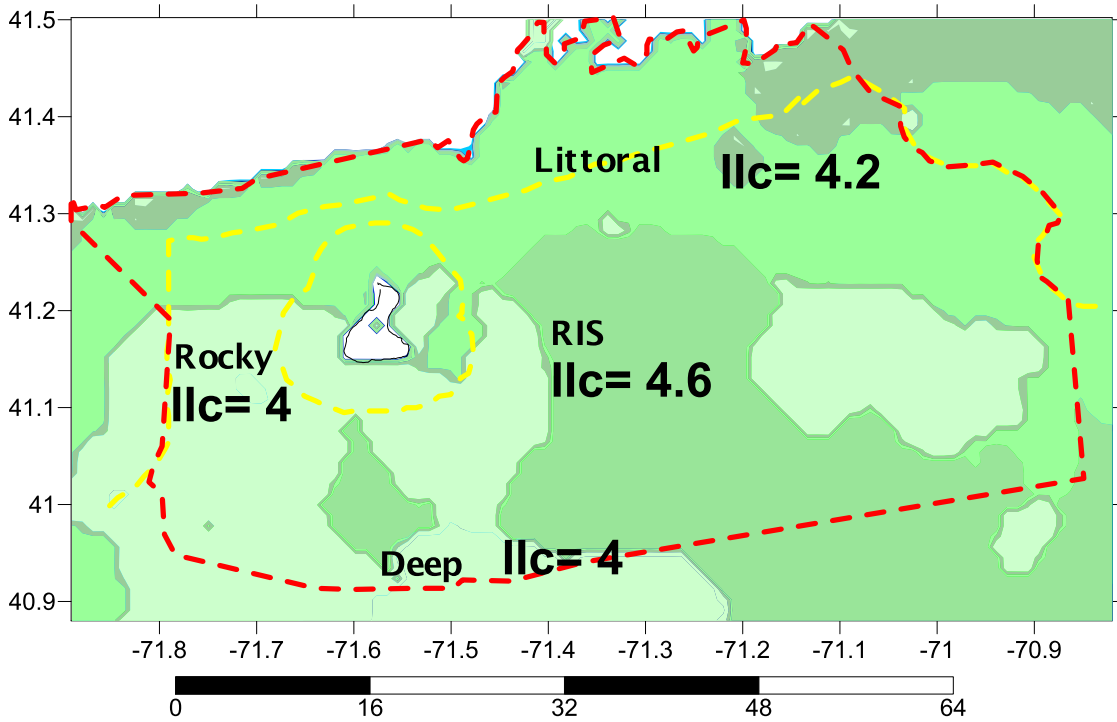 41.5
41.4
41.3
41.2
41.1
41
40.9
Littoral
IIc= 4.2
RIS
IIc= 4.6
Rocky
IIc= 4
Deep
IIc= 4
-71.8 -71.7 -71.6 -71.5 -71.4 -71.3 -71.2 -71.1 -71 -70.9
0 16 32 48 64